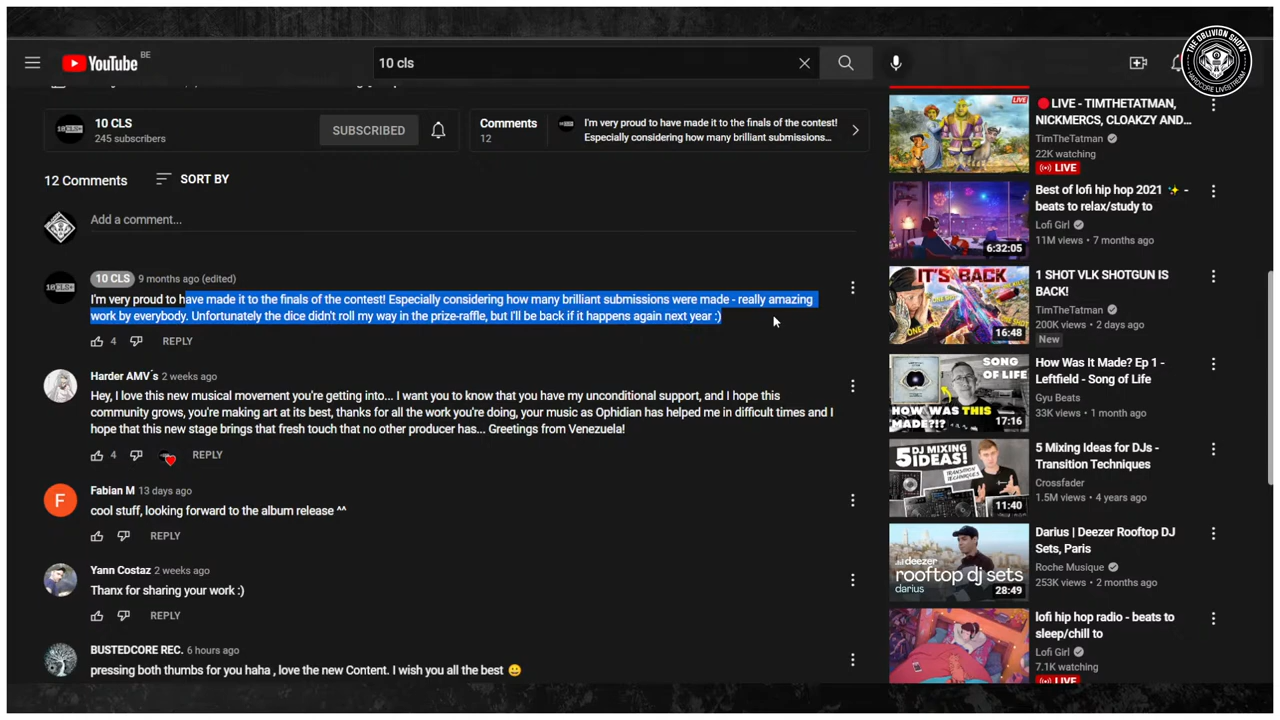 THE OBLIVION SHOW
HARDCORE LIVESTREAM
YouTube BE
10 cls
10 CLS
245 subscribers
SUBSCRIBED
Comments
12
I'm very proud to have made it to the finals of the contest!
Especially considering how many brilliant submissions...
12 Comments
SORT BY
Add a comment...
10 CLS 9 months ago (edited)
I'm very proud to have made it to the finals of the contest! Especially considering how many brilliant submissions were made - really amazing
work by everybody. Unfortunately the dice didn't roll my way in the prize-raffle, but I'll be back if it happens again next year :)
4
REPLY
Harder AMV´s 2 weeks ago
Hey, I love this new musical movement you're getting into... I want you to know that you have my unconditional support, and I hope this
community grows, you're making art at its best, thanks for all the work you're doing, your music as Ophidian has helped me in difficult times and I
hope that this new stage brings that fresh touch that no other producer has... Greetings from Venezuela!
4
REPLY
F
Fabian M 13 days ago
cool stuff, looking forward to the album release ^^
REPLY
Yann Costaz 2 weeks ago
Thanx for sharing your work :)
REPLY
BUSTEDCORE REC. 6 hours ago
pressing both thumbs for you haha , love the new Content. I wish you all the best 😀
LIVE
🔴LIVE - TIMTHETATMAN,
NICKMERCS, CLOAKZY AND...
TimTheTatman
22K watching
LIVE
6:32:05
Best of lofi hip hop 2021 ✨ -
beats to relax/study to
Lofi Girl
11M views • 7 months ago
IT'S BACK
16:48
1 SHOT VLK SHOTGUN IS
BACK!
TimTheTatman
200K views • 2 days ago
New
SONG OF LIFE
HOW WAS THIS MADE?!?
17:16
How Was It Made? Ep 1 -
Leftfield - Song of Life
Gyu Beats
33K views • 1 month ago
5 MIXING IDEAS!
TRANSITION TECHNIQUES
11:40
5 Mixing Ideas for DJs -
Transition Techniques
Crossfader
1.5M views • 4 years ago
deezer
rooftop dj sets
darius
28:49
Darius | Deezer Rooftop DJ
Sets, Paris
Roche Musique
253K views • 2 months ago
lofi hip hop radio - beats to
sleep/chill to
Lofi Girl
7.1K watching
LIVE